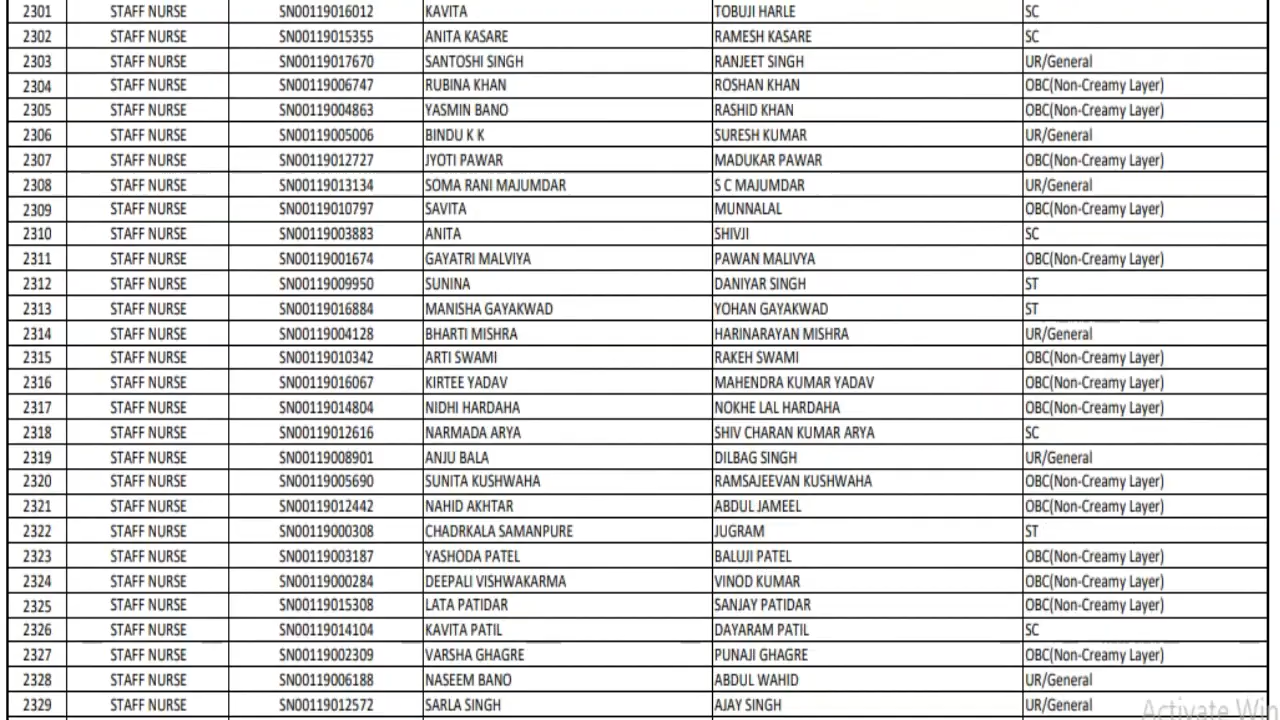 2301 STAFF NURSE SN00119016012 KAVITA TOBUJI HARLE SC
2302 STAFF NURSE SN00119015355 ANITA KASARE RAMESH KASARE SC
2303 STAFF NURSE SN00119017670 SANTOSHI SINGH RANJEET SINGH UR/General
2304 STAFF NURSE SN00119006747 RUBINA KHAN ROSHAN KHAN OBC(Non-Creamy Layer)
2305 STAFF NURSE SN00119004863 YASMIN BANO RASHID KHAN OBC(Non-Creamy Layer)
2306 STAFF NURSE SN00119005006 BINDU K K SURESH KUMAR UR/General
2307 STAFF NURSE SN00119012727 JYOTI PAWAR MADUKAR PAWAR OBC(Non-Creamy Layer)
2308 STAFF NURSE SN00119013134 SOMA RANI MAJUMDAR S C MAJUMDAR UR/General
2309 STAFF NURSE SN00119010797 SAVITA MUNNALAL OBC(Non-Creamy Layer)
2310 STAFF NURSE SN00119003883 ANITA SHIVJI SC
2311 STAFF NURSE SN00119001674 GAYATRI MALVIYA PAWAN MALIVYA OBC(Non-Creamy Layer)
2312 STAFF NURSE SN00119009950 SUNINA DANIYAR SINGH ST
2313 STAFF NURSE SN00119016884 MANISHA GAYAKWAD YOHAN GAYAKWAD ST
2314 STAFF NURSE SN00119004128 BHARTI MISHRA HARINARAYAN MISHRA UR/General
2315 STAFF NURSE SN00119010342 ARTI SWAMI RAKEH SWAMI OBC(Non-Creamy Layer)
2316 STAFF NURSE SN00119016067 KIRTEE YADAV MAHENDRA KUMAR YADAV OBC(Non-Creamy Layer)
2317 STAFF NURSE SN00119014804 NIDHI HARDAHA NOKHE LAL HARDAHA OBC(Non-Creamy Layer)
2318 STAFF NURSE SN00119012616 NARMADA ARYA SHIV CHARAN KUMAR ARYA SC
2319 STAFF NURSE SN00119008901 ANJU BALA DILBAG SINGH UR/General
2320 STAFF NURSE SN00119005690 SUNITA KUSHWAHA RAMSAJEEVAN KUSHWAHA OBC(Non-Creamy Layer)
2321 STAFF NURSE SN00119012442 NAHID AKHTAR ABDUL JAMEEL OBC(Non-Creamy Layer)
2322 STAFF NURSE SN00119000308 CHADRKALA SAMANPURE JUGRAM ST
2323 STAFF NURSE SN00119003187 YASHODA PATEL BALUJI PATEL OBC(Non-Creamy Layer)
2324 STAFF NURSE SN00119000284 DEEPALI VISHWAKARMA VINOD KUMAR OBC(Non-Creamy Layer)
2325 STAFF NURSE SN00119015308 LATA PATIDAR SANJAY PATIDAR OBC(Non-Creamy Layer)
2326 STAFF NURSE SN00119014104 KAVITA PATIL DAYARAM PATIL SC
2327 STAFF NURSE SN00119002309 VARSHA GHAGRE PUNAJI GHAGRE OBC(Non-Creamy Layer)
2328 STAFF NURSE SN00119006188 NASEEM BANO ABDUL WAHID UR/General
2329 STAFF NURSE SN00119012572 SARLA SINGH AJAY SINGH UR/General
Activate Win